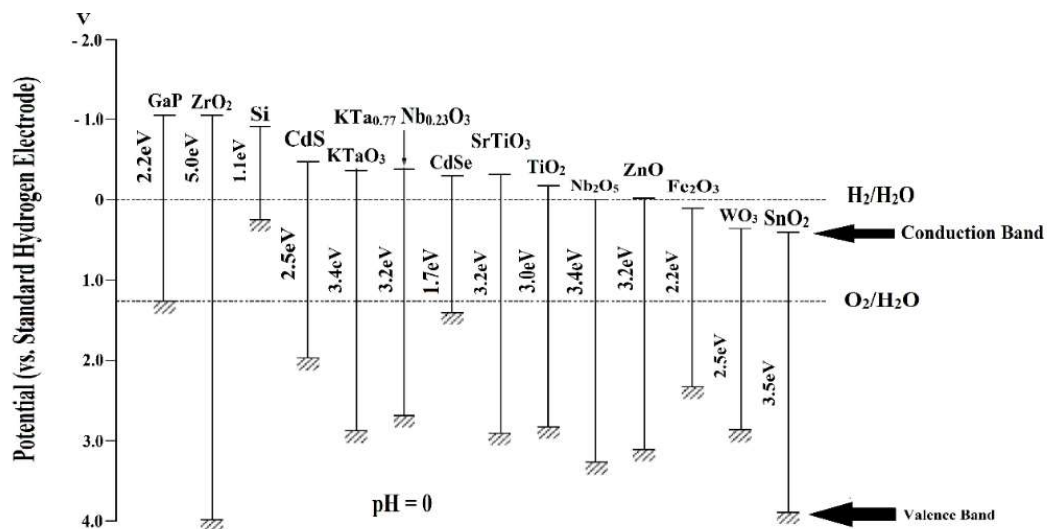 V
- 2.0
- 1.0
0
1.0
2.0
3.0
4.0
Potential (vs. Standard Hydrogen Electrode)
GaP
ZrO₂
Si
CdS
KTaO₃
KTa₀.₇₇ Nb₀.₂₃O₃
CdSe
SrTiO₃
TiO₂
Nb₂O₅
ZnO
Fe₂O₃
WO₃
SnO₂
2.2eV
5.0eV
1.1eV
2.5eV
3.4eV
3.2eV
1.7eV
3.2eV
3.0eV
3.4eV
3.2eV
2.2eV
2.5eV
3.5eV
H₂/H₂O
Conduction Band
O₂/H₂O
Valence Band
pH = 0